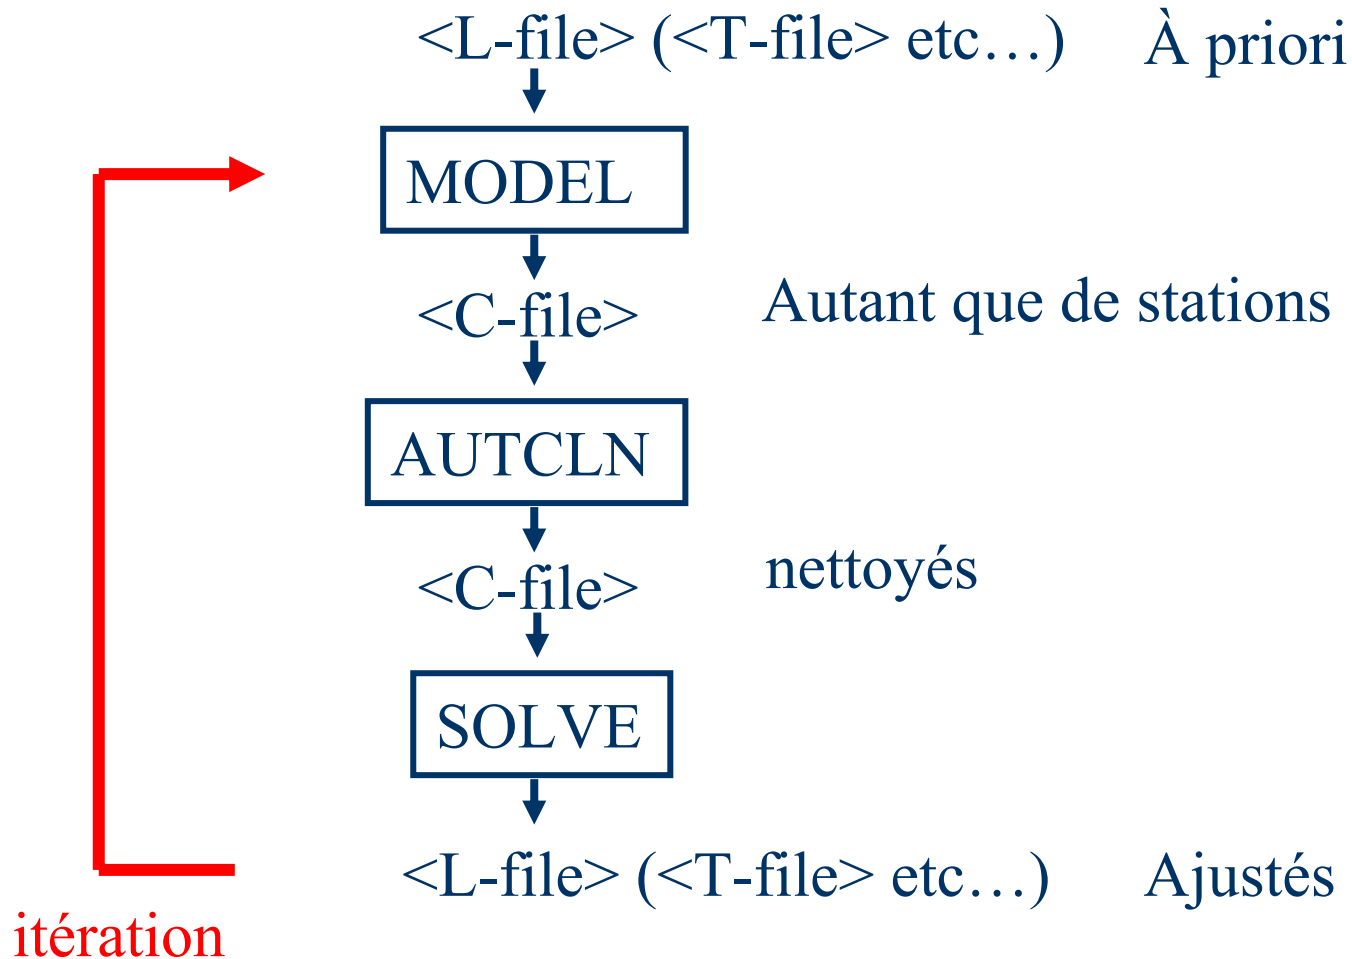 <L-file> (<T-file> etc…) À priori
MODEL
<C-file> Autant que de stations
AUTCLN
<C-file> nettoyés
SOLVE
<L-file> (<T-file> etc…) Ajustés
itération